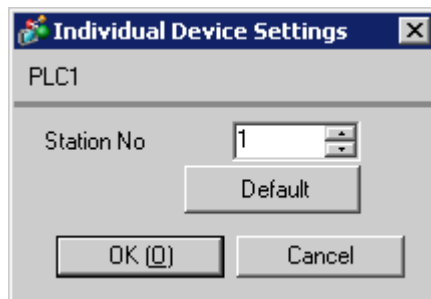 Individual Device Settings
PLC1
Station No 1
Default
OK (O) Cancel